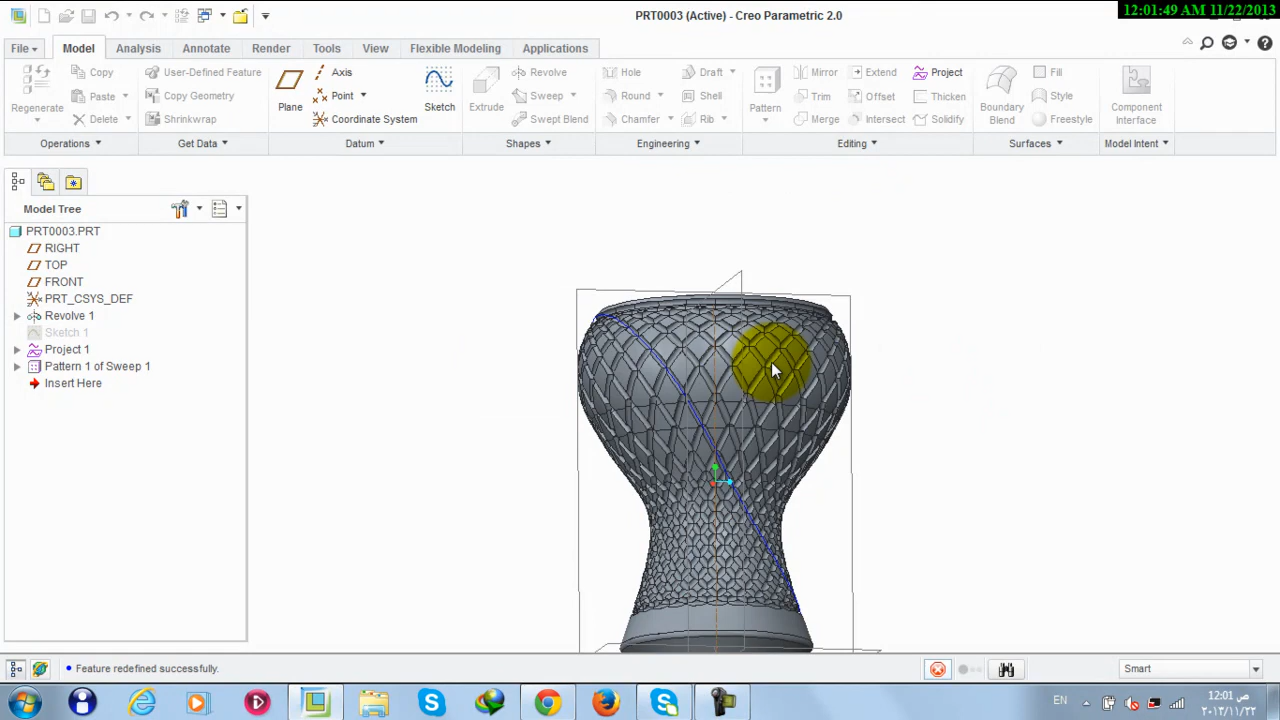 PRT0003 (Active) - Creo Parametric 2.0
12:01:49 AM 11/22/2013
File
Model
Analysis
Annotate
Render
Tools
View
Flexible Modeling
Applications
Regenerate
Copy
Paste
Delete
User-Defined Feature
Copy Geometry
Shrinkwrap
Plane
Axis
Point
Coordinate System
Sketch
Extrude
Revolve
Sweep
Swept Blend
Hole
Round
Chamfer
Draft
Shell
Rib
Pattern
Mirror
Trim
Merge
Extend
Offset
Intersect
Project
Thicken
Solidify
Boundary
Blend
Fill
Style
Freestyle
Component
Interface
Operations
Get Data
Datum
Shapes
Engineering
Editing
Surfaces
Model Intent
Model Tree
PRT0003.PRT
RIGHT
TOP
FRONT
PRT_CSYS_DEF
Revolve 1
Sketch 1
Project 1
Pattern 1 of Sweep 1
Insert Here
Feature redefined successfully.
Smart
EN
12:01 ص
٢٠١٣/١١/٢٢